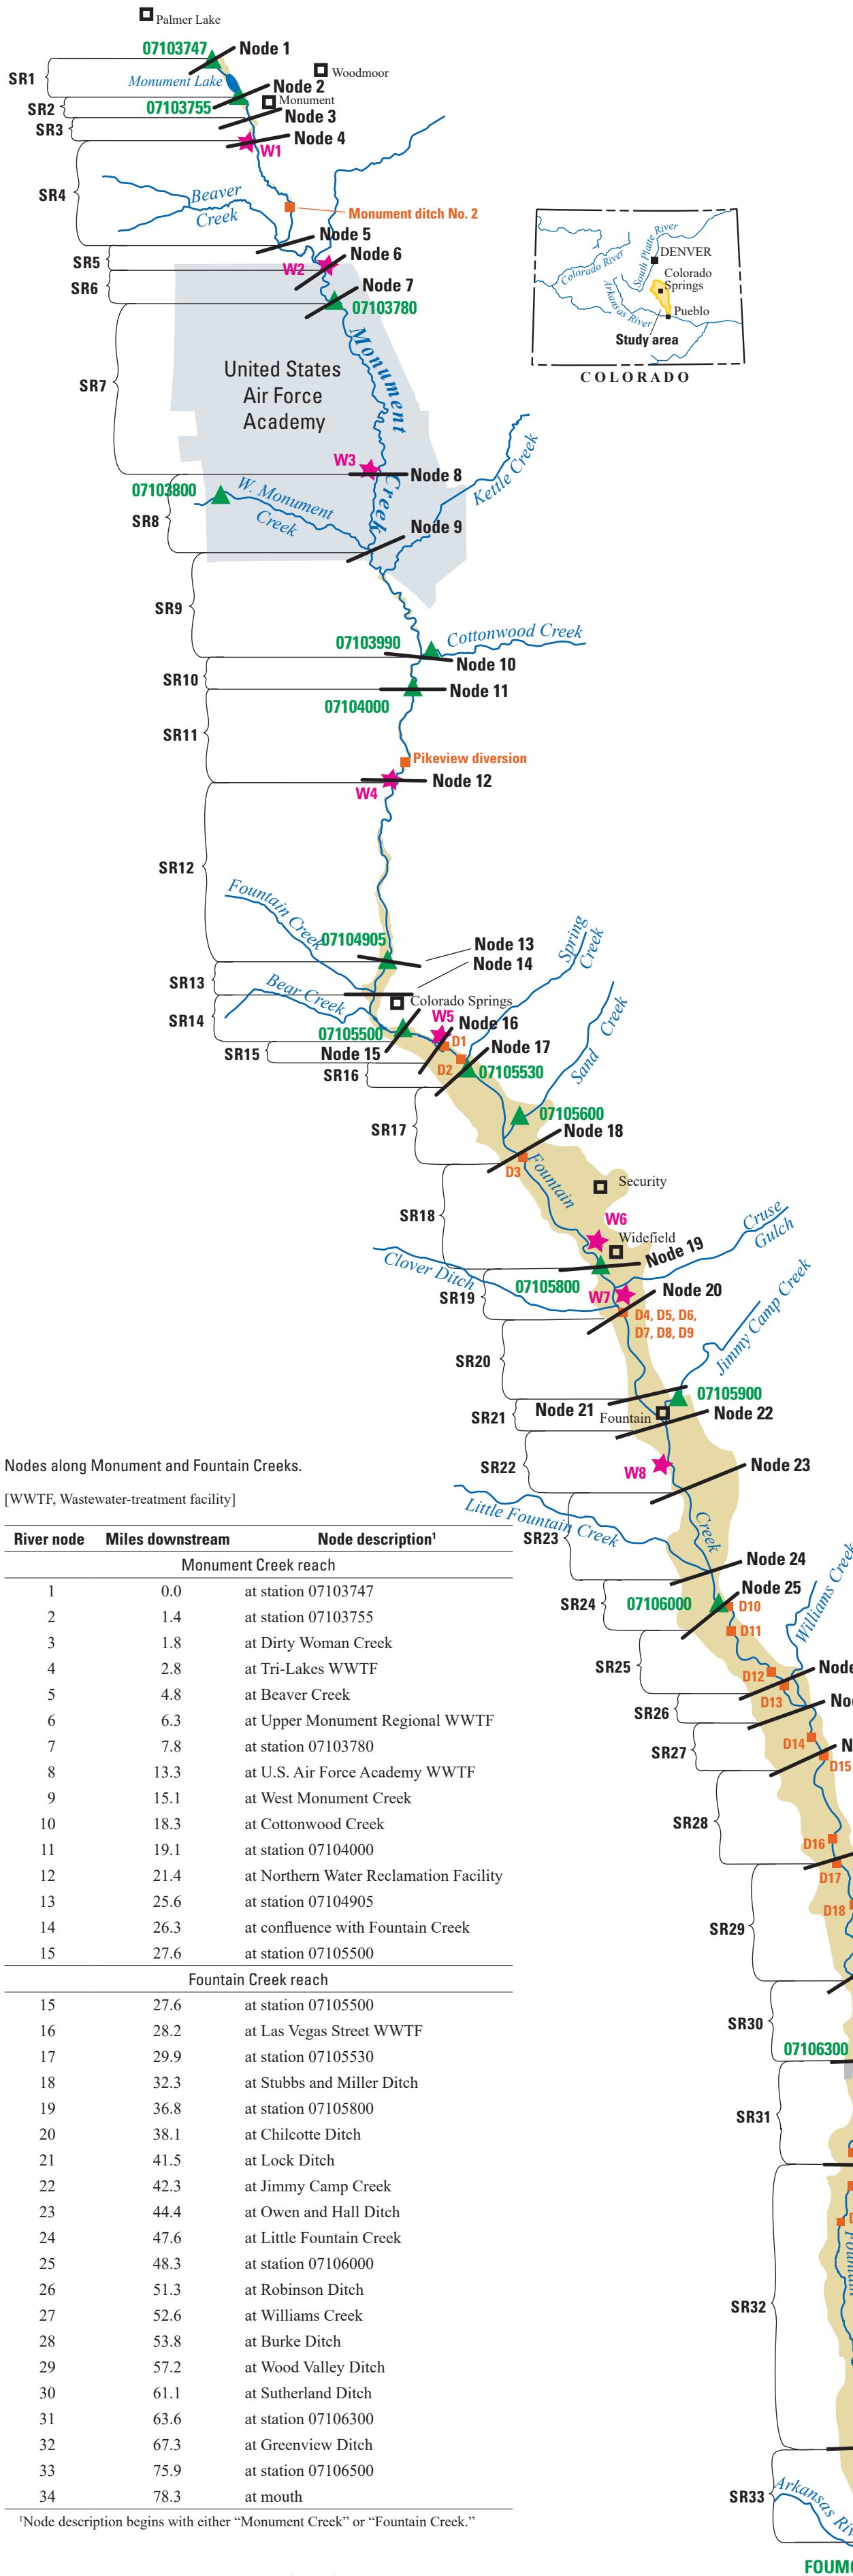 Palmer Lake
07103747
Node 1
SR1
Monument Lake
Woodmoor
Node 2
SR2
07103755
Monument
Node 3
SR3
Node 4
W1
SR4
Beaver
Creek
Monument ditch No. 2
Node 5
SR5
W2
Node 6
SR6
Node 7
07103780
South Platte River
DENVER
Colorado River
Colorado
Springs
Arkansas River
Pueblo
Study area
COLORADO
Monument
Creek
United States
Air Force
Academy
SR7
W3
Node 8
Kettle Creek
07103800
W. Monument
Creek
SR8
Node 9
SR9
07103990
Cottonwood Creek
Node 10
SR10
Node 11
07104000
SR11
Pikeview diversion
Node 12
W4
SR12
Fountain Creek
07104905
Node 13
Node 14
SR13
Bear Creek
Colorado Springs
Spring
Creek
SR14
07105500
W5
Node 16
D1
SR15
Node 15
Node 17
D2
SR16
07105530
Sand Creek
07105600
SR17
Node 18
D3
Fountain
Security
SR18
W6
Widefield
Cruse
Gulch
Node 19
Clover Ditch
07105800
SR19
W7
Node 20
D4, D5, D6,
D7, D8, D9
Jimmy Camp Creek
SR20
07105900
Node 21
Fountain
Node 22
SR21
SR22
W8
Node 23
Little Fountain Creek
SR23
Creek
Node 24
Node 25
SR24
07106000
D10
D11
Williams Creek
SR25
D12
Node
D13
No
SR26
D14
N
SR27
D15
SR28
D16
D17
D18
SR29
SR30
07106300
SR31
D
Fountain
SR32
SR33
Arkansas Riv
FOUMO
Nodes along Monument and Fountain Creeks.
[WWTF, Wastewater-treatment facility]
River node Miles downstream Node description¹
Monument Creek reach
1 0.0 at station 07103747
2 1.4 at station 07103755
3 1.8 at Dirty Woman Creek
4 2.8 at Tri-Lakes WWTF
5 4.8 at Beaver Creek
6 6.3 at Upper Monument Regional WWTF
7 7.8 at station 07103780
8 13.3 at U.S. Air Force Academy WWTF
9 15.1 at West Monument Creek
10 18.3 at Cottonwood Creek
11 19.1 at station 07104000
12 21.4 at Northern Water Reclamation Facility
13 25.6 at station 07104905
14 26.3 at confluence with Fountain Creek
15 27.6 at station 07105500
Fountain Creek reach
15 27.6 at station 07105500
16 28.2 at Las Vegas Street WWTF
17 29.9 at station 07105530
18 32.3 at Stubbs and Miller Ditch
19 36.8 at station 07105800
20 38.1 at Chilcotte Ditch
21 41.5 at Lock Ditch
22 42.3 at Jimmy Camp Creek
23 44.4 at Owen and Hall Ditch
24 47.6 at Little Fountain Creek
25 48.3 at station 07106000
26 51.3 at Robinson Ditch
27 52.6 at Williams Creek
28 53.8 at Burke Ditch
29 57.2 at Wood Valley Ditch
30 61.1 at Sutherland Ditch
31 63.6 at station 07106300
32 67.3 at Greenview Ditch
33 75.9 at station 07106500
34 78.3 at mouth
¹Node description begins with either “Monument Creek” or “Fountain Creek.”